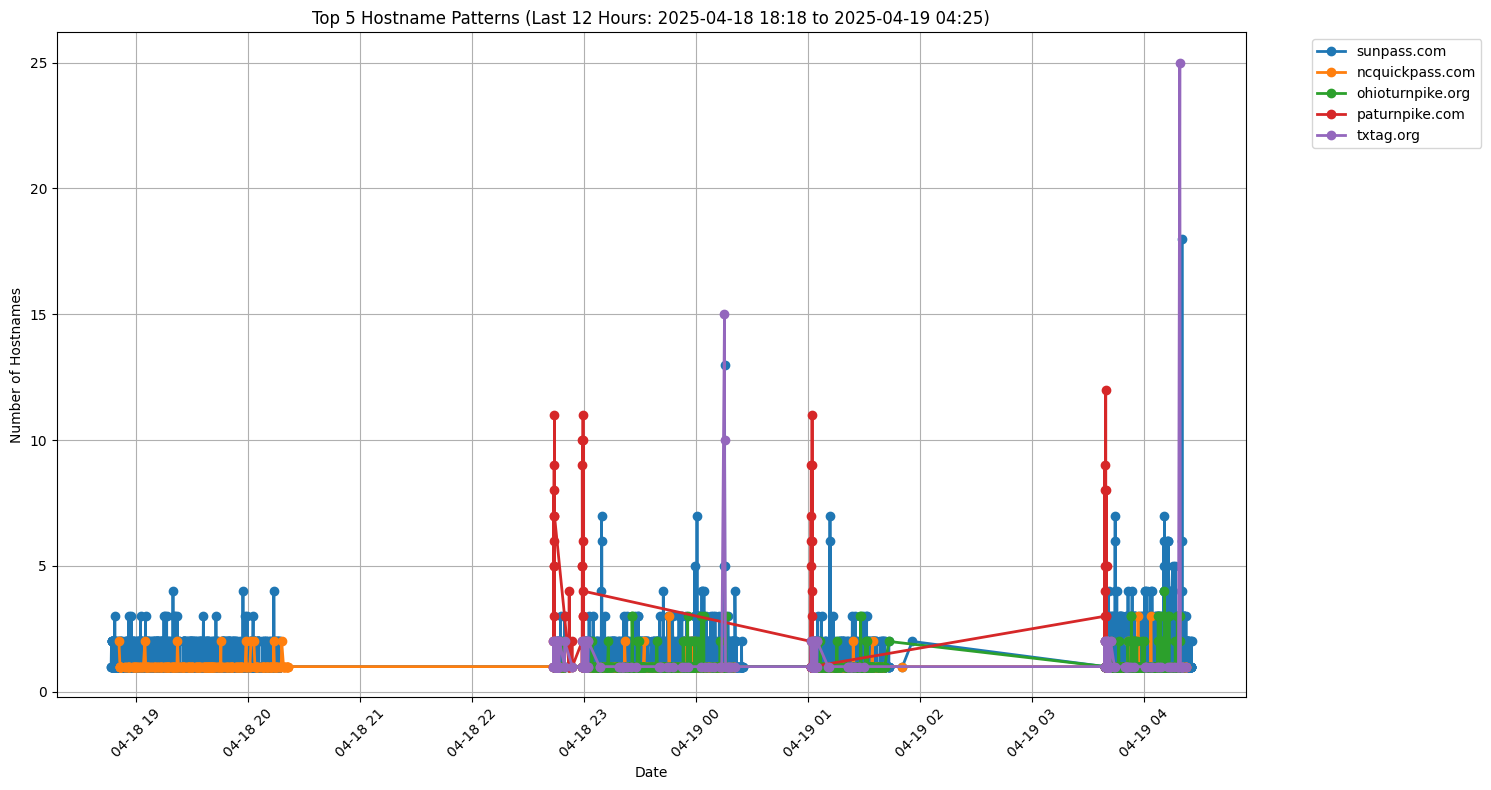 Top 5 Hostname Patterns (Last 12 Hours: 2025-04-18 18:18 to 2025-04-19 04:25)
sunpass.com
ncquickpass.com
ohioturnpike.org
paturnpike.com
txtag.org
Number of Hostnames
25
20
15
10
5
0
04-18 19
04-18 20
04-18 21
04-18 22
04-18 23
04-19 00
04-19 01
04-19 02
04-19 03
04-19 04
Date